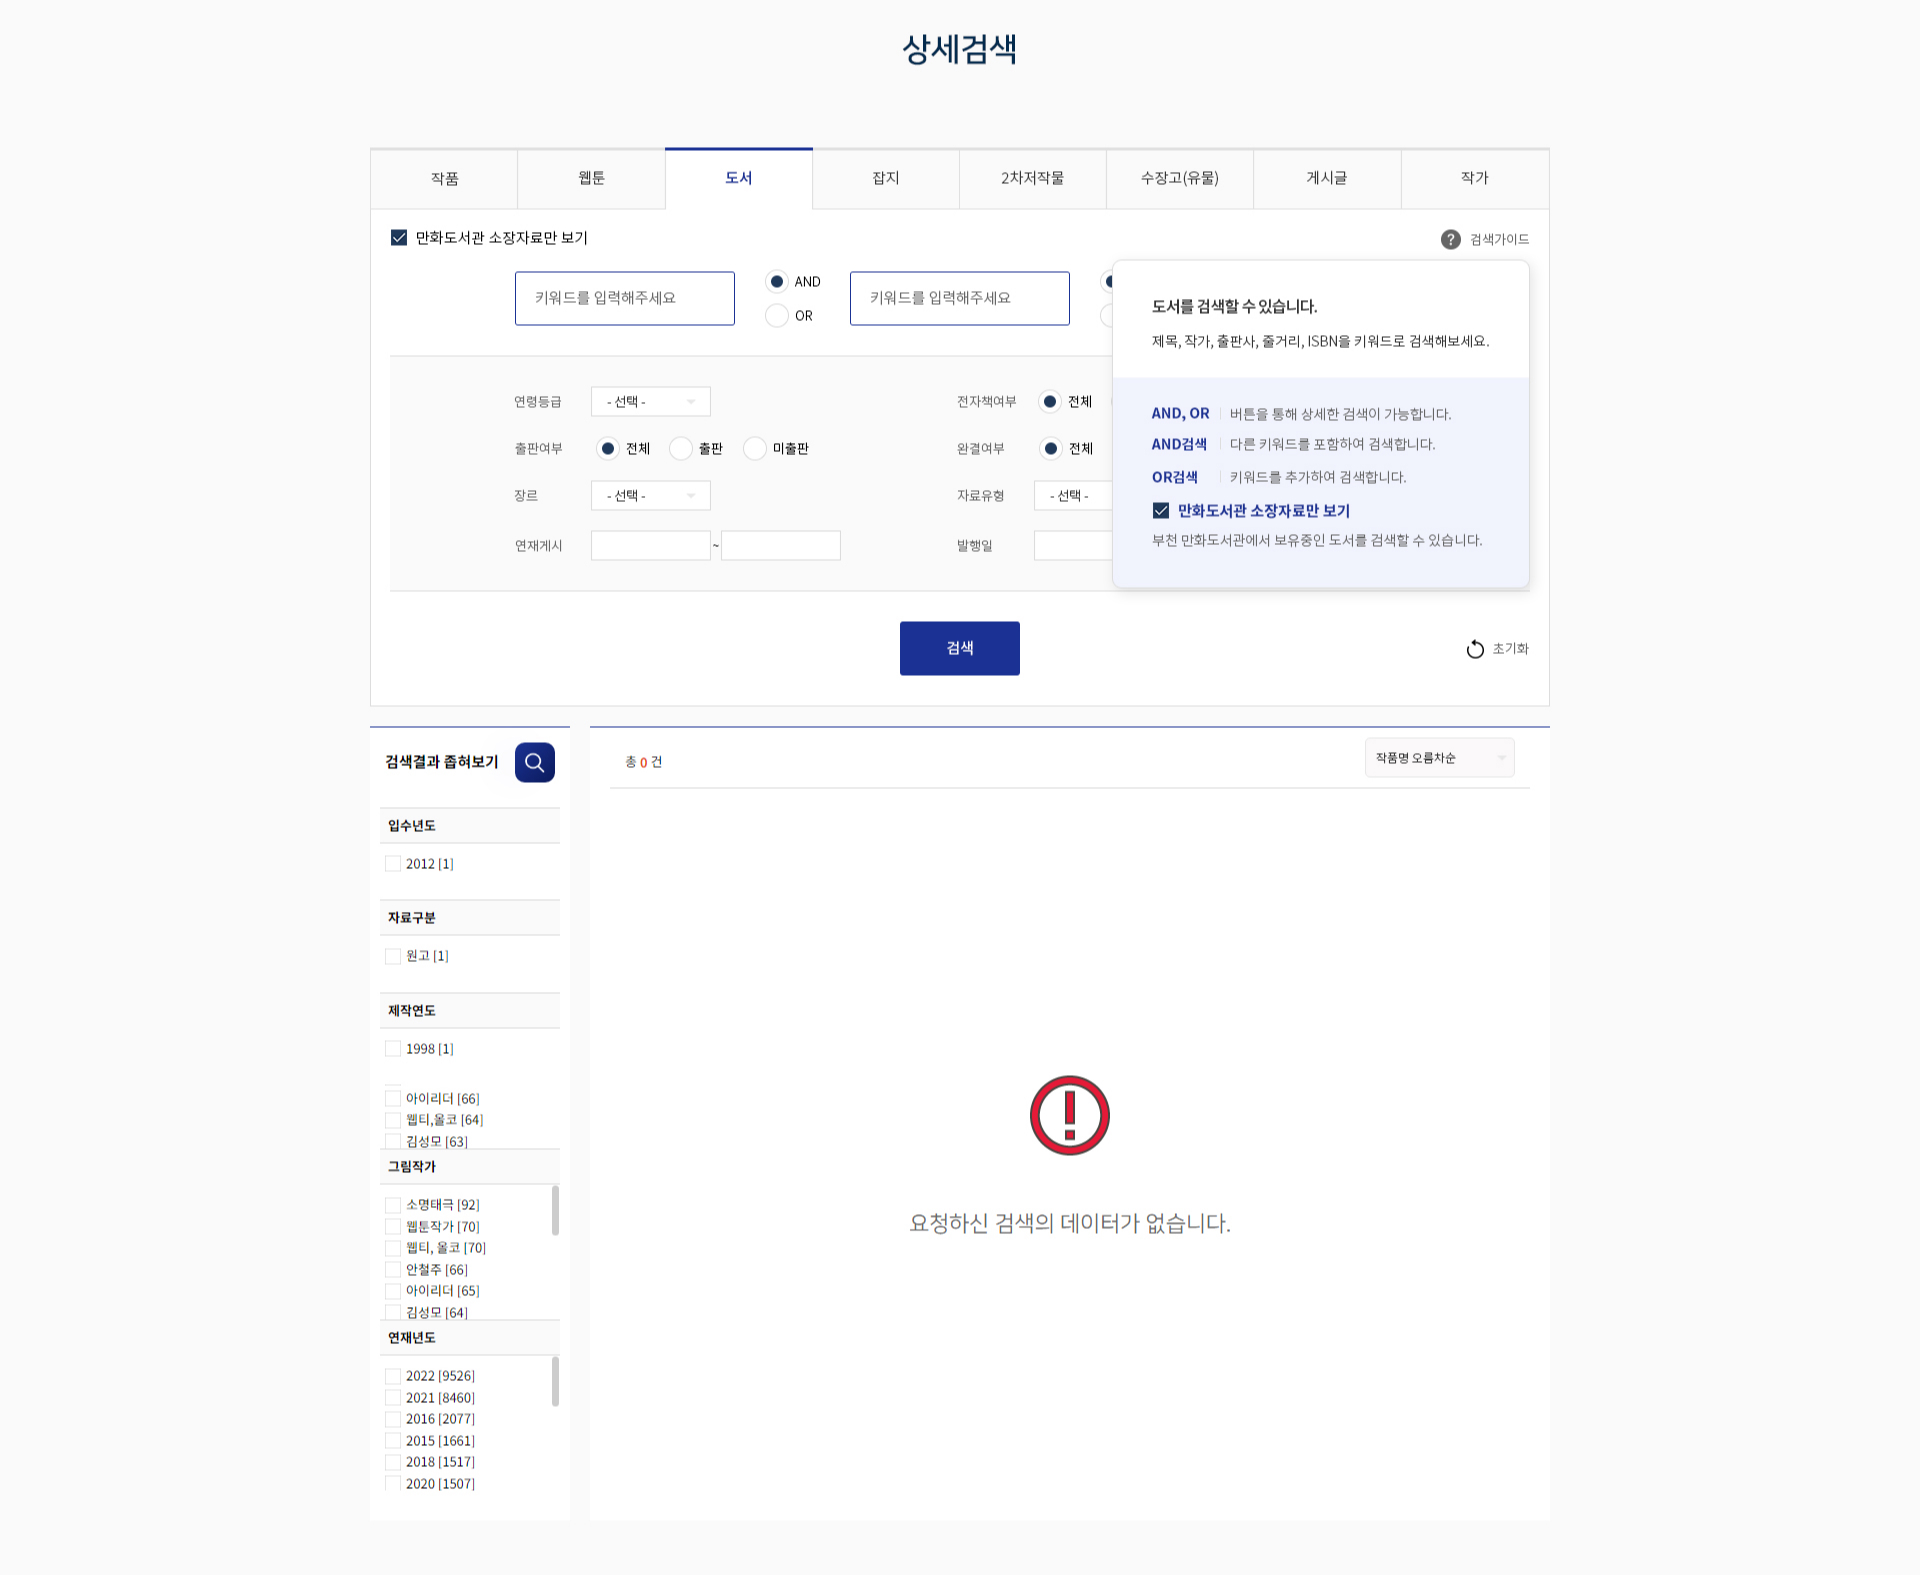 상세검색
작품
웹툰
도서
잡지
2차저작물
수장고(유물)
게시글
작가
만화도서관 소장자료만 보기
? 검색가이드
키워드를 입력해주세요
AND
OR
키워드를 입력해주세요
도서를 검색할 수 있습니다.
제목, 작가, 출판사, 줄거리, ISBN을 키워드로 검색해보세요.
AND, OR 버튼을 통해 상세한 검색이 가능합니다.
AND검색 다른 키워드를 포함하여 검색합니다.
OR검색 키워드를 추가하여 검색합니다.
만화도서관 소장자료만 보기
부천 만화도서관에서 보유중인 도서를 검색할 수 있습니다.
연령등급 - 선택 -
전자책여부 전체
출판여부 전체 출판 미출판
완결여부 전체
장르 - 선택 -
자료유형 - 선택 -
연재게시 ~
발행일
검색
초기화
검색결과 좁혀보기
총 0 건
작품명 오름차순
입수년도
2012 [1]
자료구분
원고 [1]
제작연도
1998 [1]
아이리더 [66]
웹티,올코 [64]
김성모 [63]
그림작가
소명태극 [92]
웹툰작가 [70]
웹티, 올코 [70]
안철주 [66]
아이리더 [65]
김성모 [64]
연재년도
2022 [9526]
2021 [8460]
2016 [2077]
2015 [1661]
2018 [1517]
2020 [1507]
요청하신 검색의 데이터가 없습니다.